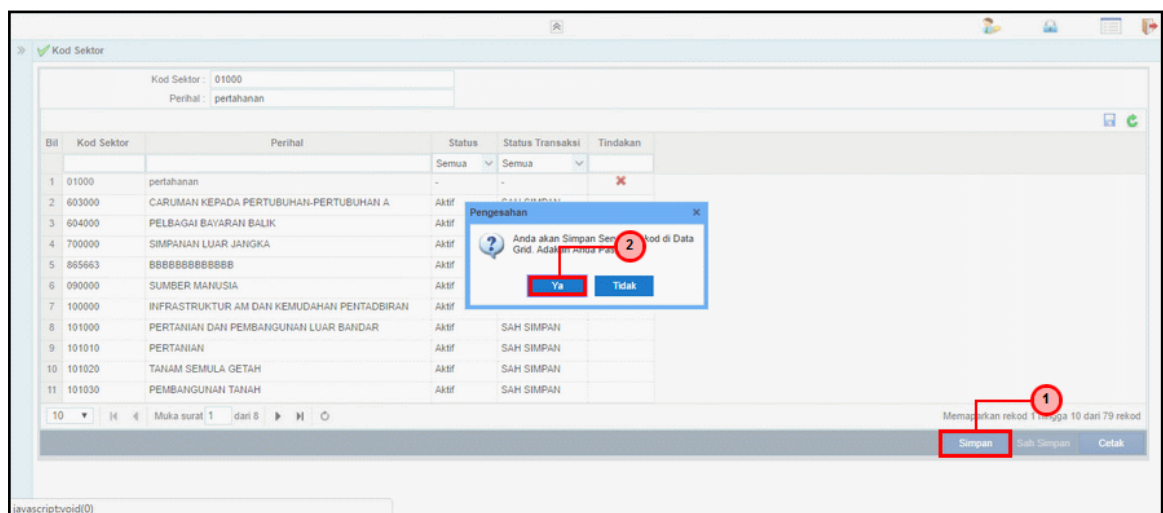 Kod Sektor
Kod Sektor : 01000
Perihal : pertahanan
Bil Kod Sektor Perihal Status Status Transaksi Tindakan
Semua Semua
1 01000 pertahanan - -
2 603000 CARUMAN KEPADA PERTUBUHAN-PERTUBUHAN A Aktif SAH SIMPAN
3 604000 PELBAGAI BAYARAN BALIK Aktif
4 700000 SIMPANAN LUAR JANGKA Aktif
5 865663 BBBBBBBBBBBBB Aktif
6 090000 SUMBER MANUSIA Aktif
7 100000 INFRASTRUKTUR AM DAN KEMUDAHAN PENTADBIRAN Aktif
8 101000 PERTANIAN DAN PEMBANGUNAN LUAR BANDAR Aktif SAH SIMPAN
9 101010 PERTANIAN Aktif SAH SIMPAN
10 101020 TANAM SEMULA GETAH Aktif SAH SIMPAN
11 101030 PEMBANGUNAN TANAH Aktif SAH SIMPAN
Pengesahan
Anda akan Simpan kod di Data
Grid. Anda
2
Ya Tidak
1
10 Muka surat 1 dari 8 Memaparkan rekod 1 hingga 10 dari 79 rekod
Simpan Sah Simpan Cetak
javascript:void(0)